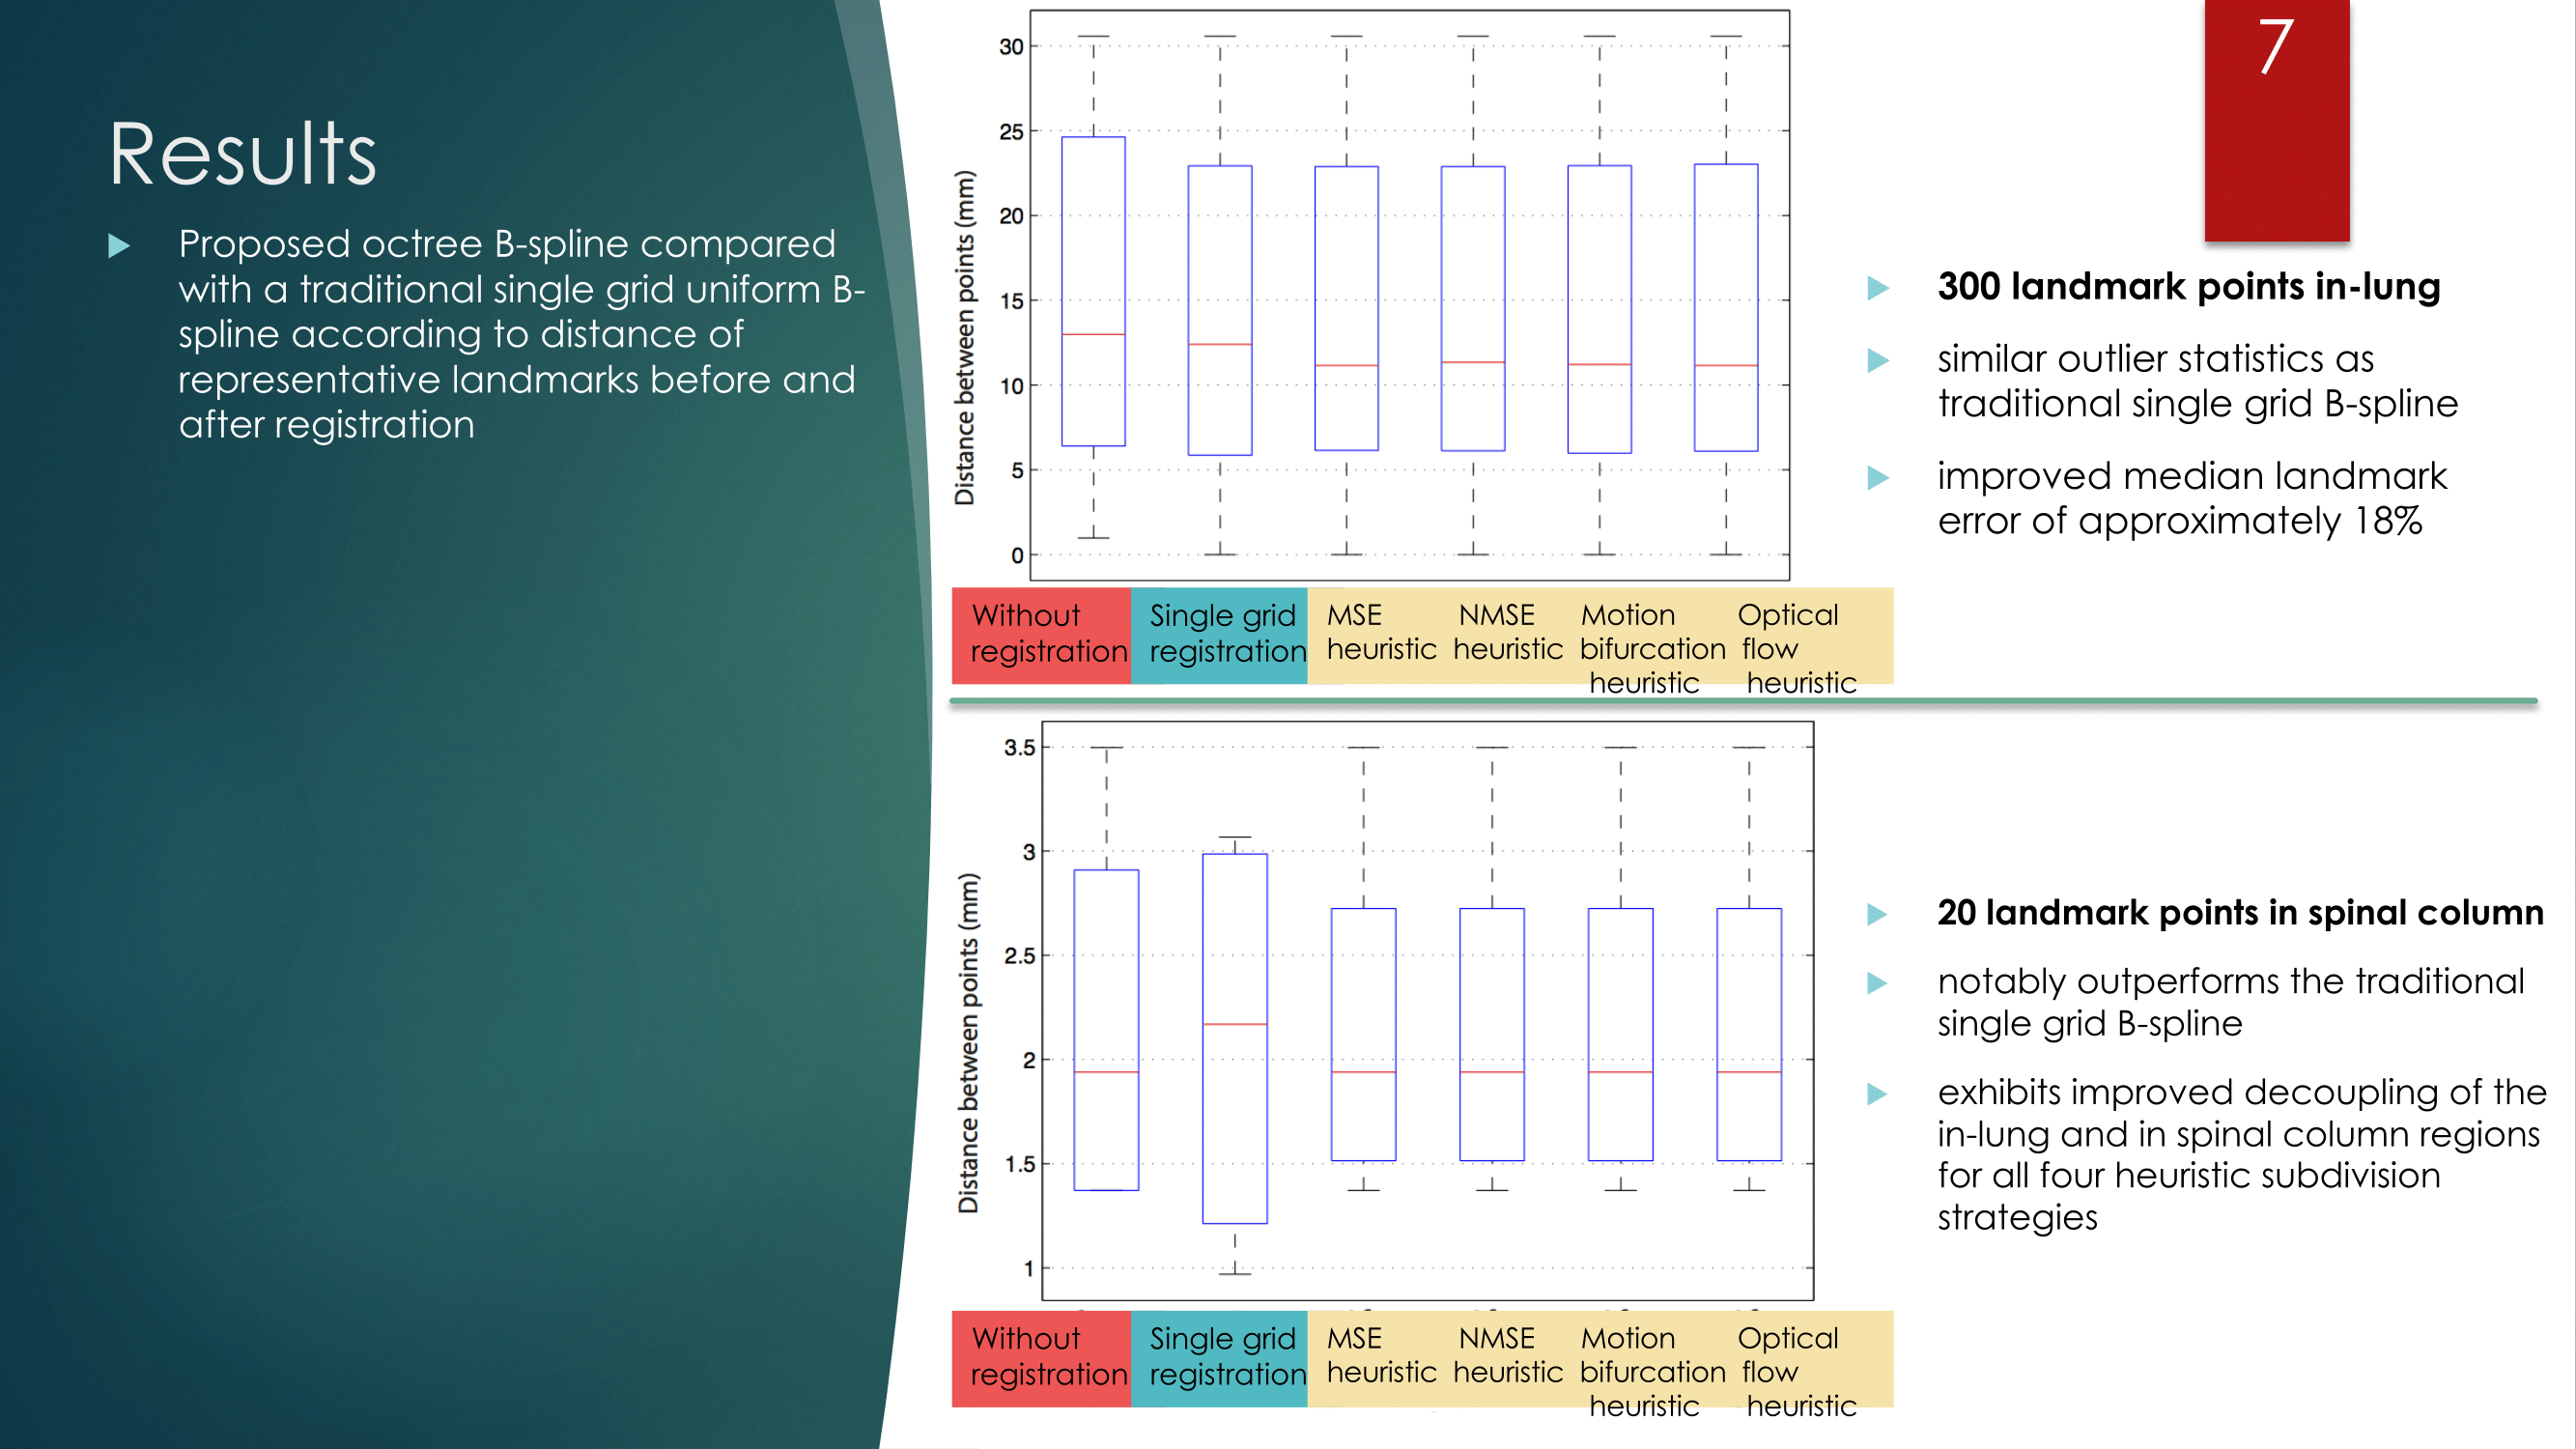 Results
Proposed octree B-spline compared
with a traditional single grid uniform B-
spline according to distance of
representative landmarks before and
after registration
7
Distance between points (mm)
30
25
20
15
10
5
0
Without
registration
Single grid
registration
MSE
heuristic
NMSE
heuristic
Motion
bifurcation
heuristic
Optical
flow
heuristic
300 landmark points in-lung
similar outlier statistics as
traditional single grid B-spline
improved median landmark
error of approximately 18%
Distance between points (mm)
3.5
3
2.5
2
1.5
1
Without
registration
Single grid
registration
MSE
heuristic
NMSE
heuristic
Motion
bifurcation
heuristic
Optical
flow
heuristic
20 landmark points in spinal column
notably outperforms the traditional
single grid B-spline
exhibits improved decoupling of the
in-lung and in spinal column regions
for all four heuristic subdivision
strategies